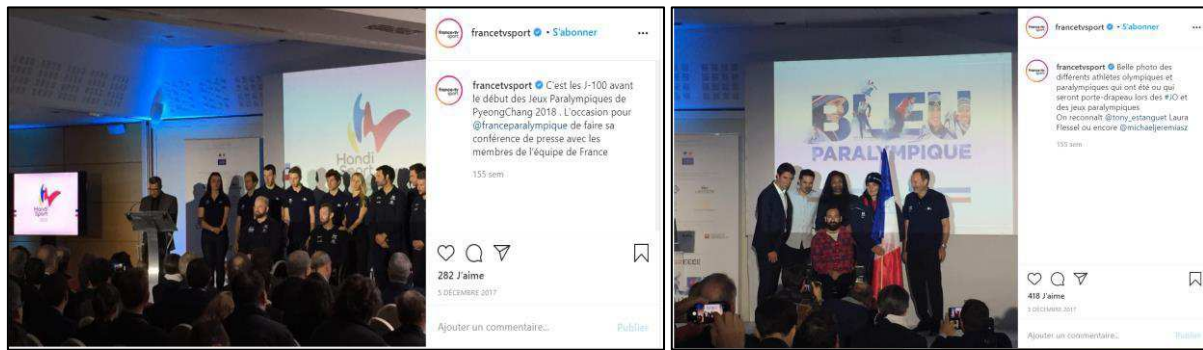 francetvsport • S'abonner
francetvsport C'est les J-100 avant
le début des Jeux Paralympiques de
PyeongChang 2018 . L'occasion pour
@franceparalympique de faire sa
conférence de presse avec les
membres de l'équipe de France
155 sem
282 J'aime
5 DÉCEMBRE 2017
Ajouter un commentaire... Publier
Handi
Sport
francetvsport • S'abonner
francetvsport Belle photo des
différents athlètes olympiques et
paralympiques qui ont été ou qui
seront porte-drapeau lors des #JO et
des jeux paralympiques
On reconnaît @tony_estanguet Laura
Flessel ou encore @michaeljeremiasz
155 sem
418 J'aime
5 DÉCEMBRE 2017
Ajouter un commentaire... Publier
BLEU
PARALYMPIQUE